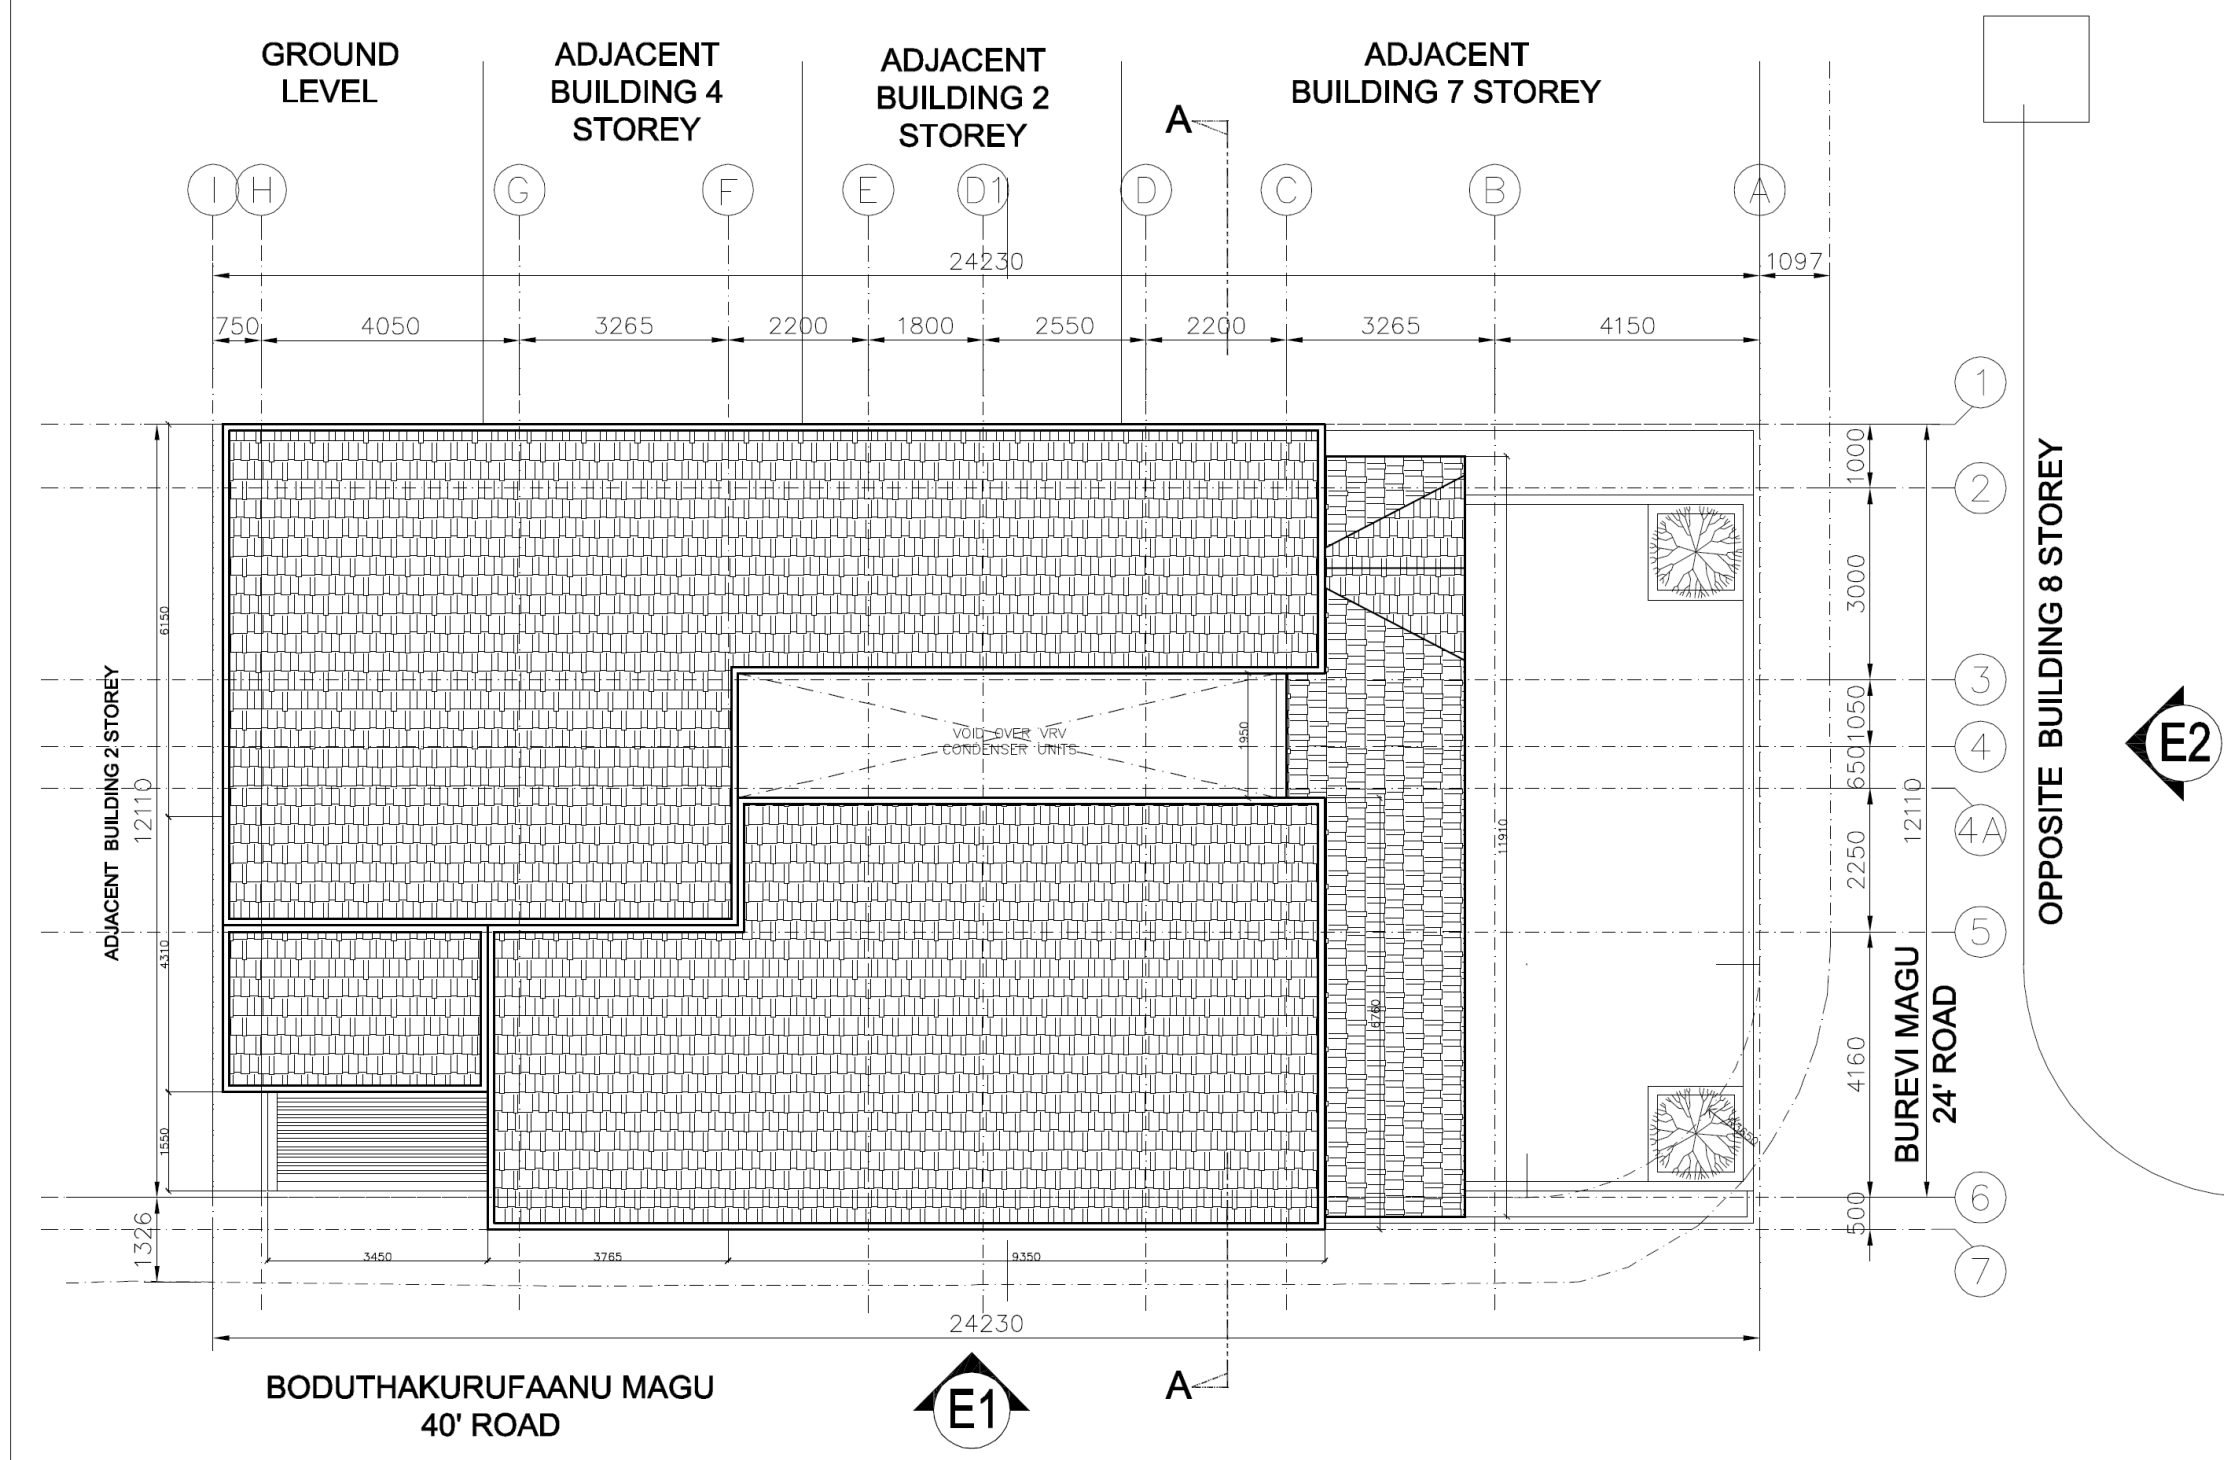 GROUND
LEVEL
ADJACENT
BUILDING 4
STOREY
ADJACENT
BUILDING 2
STOREY
ADJACENT
BUILDING 7 STOREY
A
I
H
G
F
E
D1
D
C
B
A
24230
1097
750
4050
3265
2200
1800
2550
2200
3265
4150
1
2
3
4
4A
5
6
7
1000
3000
1050
650
2250
4160
500
12110
OPPOSITE BUILDING 8 STOREY
E2
BUREVI MAGU
24' ROAD
ADJACENT BUILDING 2 STOREY
12110
1326
6150
4310
1550
VOID OVER VRV
CONDENSER UNITS
1950
11910
6760
3450
3765
9350
24230
BODUTHAKURUFAANU MAGU
40' ROAD
E1
A